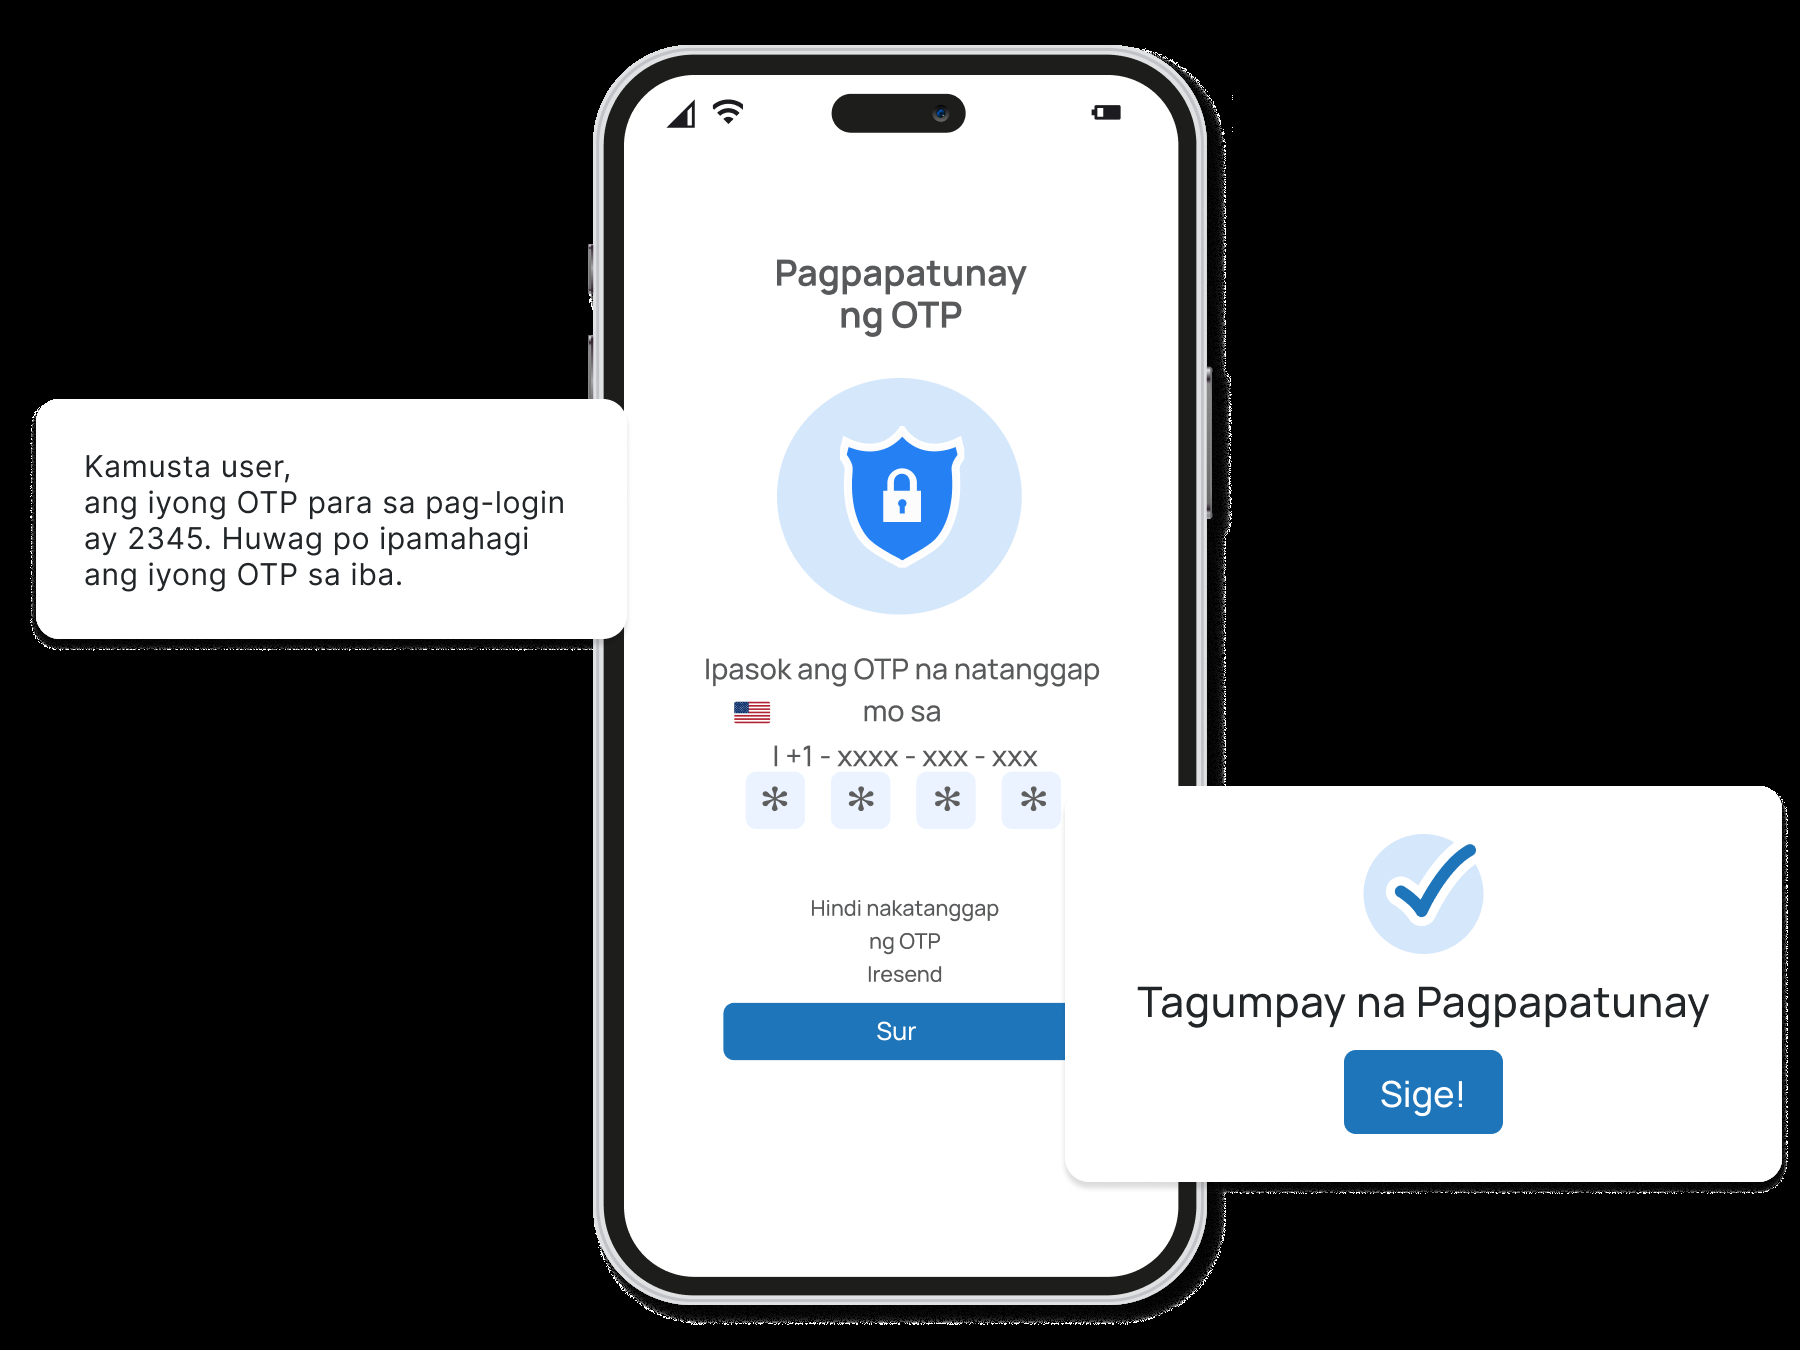 Pagpapatunay
ng OTP
Kamusta user,
ang iyong OTP para sa pag-login
ay 2345. Huwag po ipamahagi
ang iyong OTP sa iba.
Ipasok ang OTP na natanggap
mo sa
| +1 - xxxx - xxx - xxx
* * * *
Hindi nakatanggap
ng OTP
Iresend
Sur
Tagumpay na Pagpapatunay
Sige!